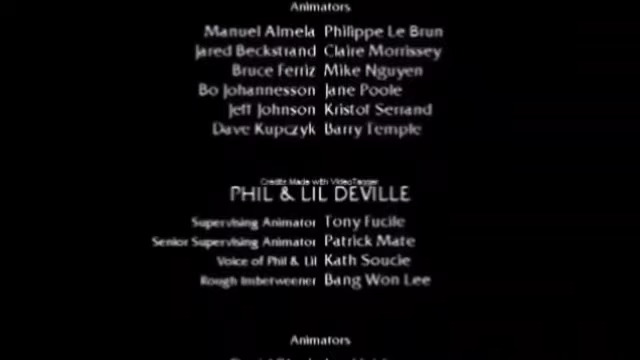 Animators
Manuel Almela Philippe Le Brun
Jared Beckstrand Claire Morrissey
Bruce Ferriz Mike Nguyen
Bo Johannesson Jane Poole
Jeff Johnson Kristof Serrand
Dave Kupczyk Barry Temple
Credits Made with VideoTagger
PHIL & LIL DEVILLE
Supervising Animator Tony Fucile
Senior Supervising Animator Patrick Mate
Voice of Phil & Lil Kath Soucie
Rough Inbetweener Bang Won Lee
Animators